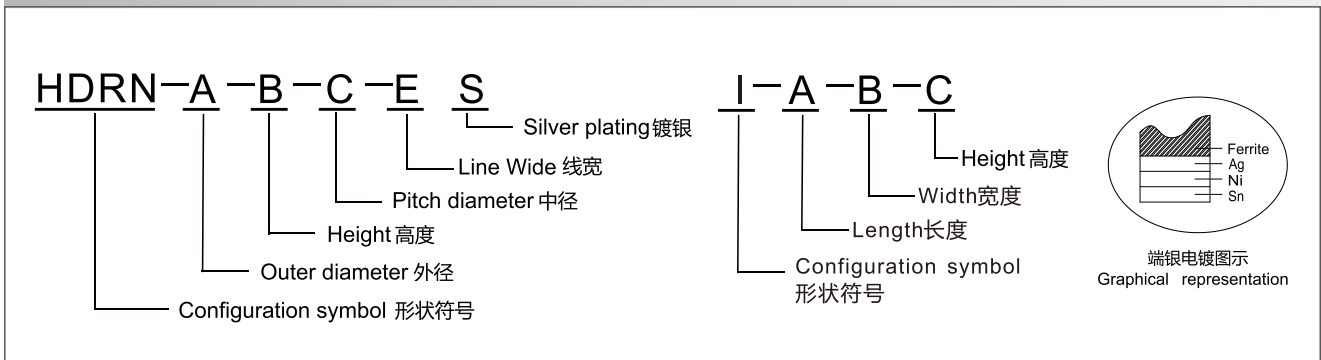 HDRN—A—B—C—E S
Silver plating镀银
Line Wide 线宽
Pitch diameter 中径
Height 高度
Outer diameter 外径
Configuration symbol 形状符号
I—A—B—C
Height 高度
Width宽度
Length长度
Configuration symbol
形状符号
Ferrite
Ag
Ni
Sn
端银电镀图示
Graphical representation